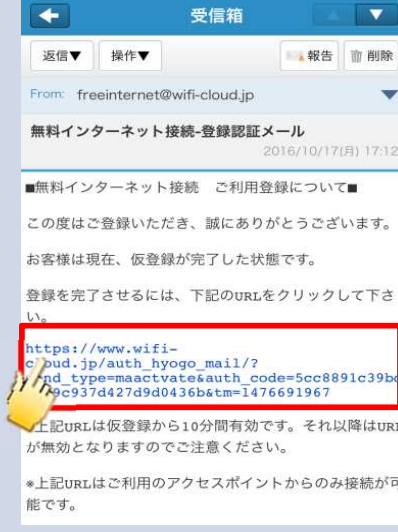 受信箱
返信▼ 操作▼ 報告 削除
From: freeinternet@wifi-cloud.jp
無料インターネット接続-登録認証メール
2016/10/17(月) 17:12
■無料インターネット接続　ご利用登録について■
この度はご登録いただき、誠にありがとうございます。
お客様は現在、仮登録が完了した状態です。
登録を完了させるには、下記のURLをクリックして下さ
い。
https://www.wifi-
cloud.jp/auth_hyogo_mail/?
nd_type=maactvate&auth_code=5cc8891c39bd
9c937d427d9d0436b&tm=1476691967
上記URLは仮登録から10分間有効です。それ以降はURL
が無効となりますのでご注意ください。
*上記URLはご利用のアクセスポイントからのみ接続が可
能です。